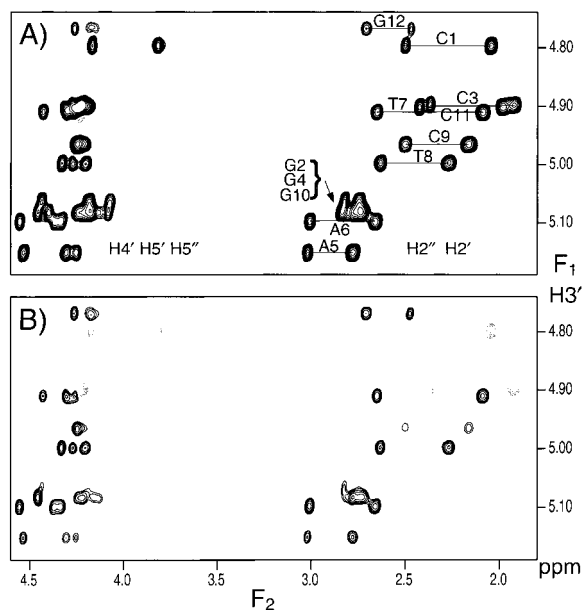 A)
G12
C1
C3
T7
C11
C9
T8
G2
G4
G10
A6
A5
H4′ H5′ H5″
H2″ H2′
4.80
4.90
5.00
5.10
F1
H3′
B)
4.80
4.90
5.00
5.10
ppm
4.5 4.0 3.0 2.5 2.0
F2